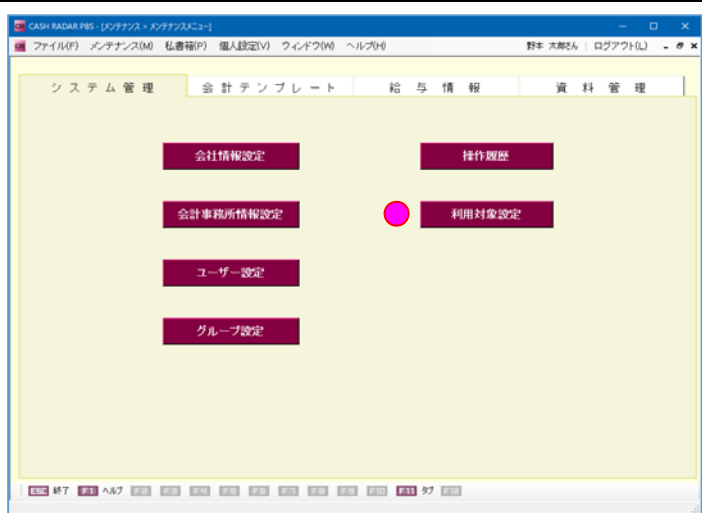 CASH RADAR PBS - [メンテナンス > メンテナンスメニュー]
ファイル(F) メンテナンス(M) 私書箱(P) 個人設定(V) ウィンドウ(W) ヘルプ(H) 野本 太郎さん ログアウト(L)
システム管理 会計テンプレート 給与情報 資料管理
会社情報設定 操作履歴
会計事務所情報設定 利用対象設定
ユーザー設定
グループ設定
ESC 終了 F1 ヘルプ F2 F3 F4 F5 F6 F7 F8 F9 F10 F11 タブ F12